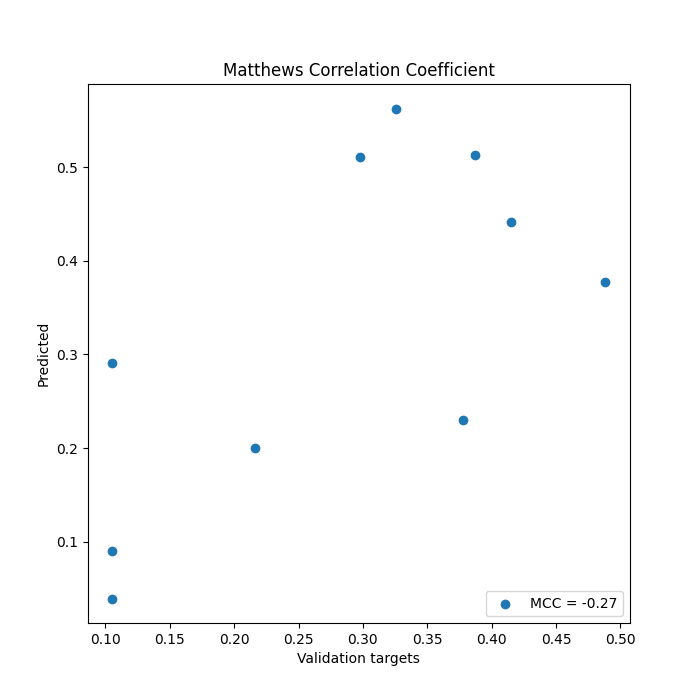 Matthews Correlation Coefficient
0.5
0.4
0.3
0.2
0.1
Predicted
MCC = -0.27
0.10 0.15 0.20 0.25 0.30 0.35 0.40 0.45 0.50
Validation targets